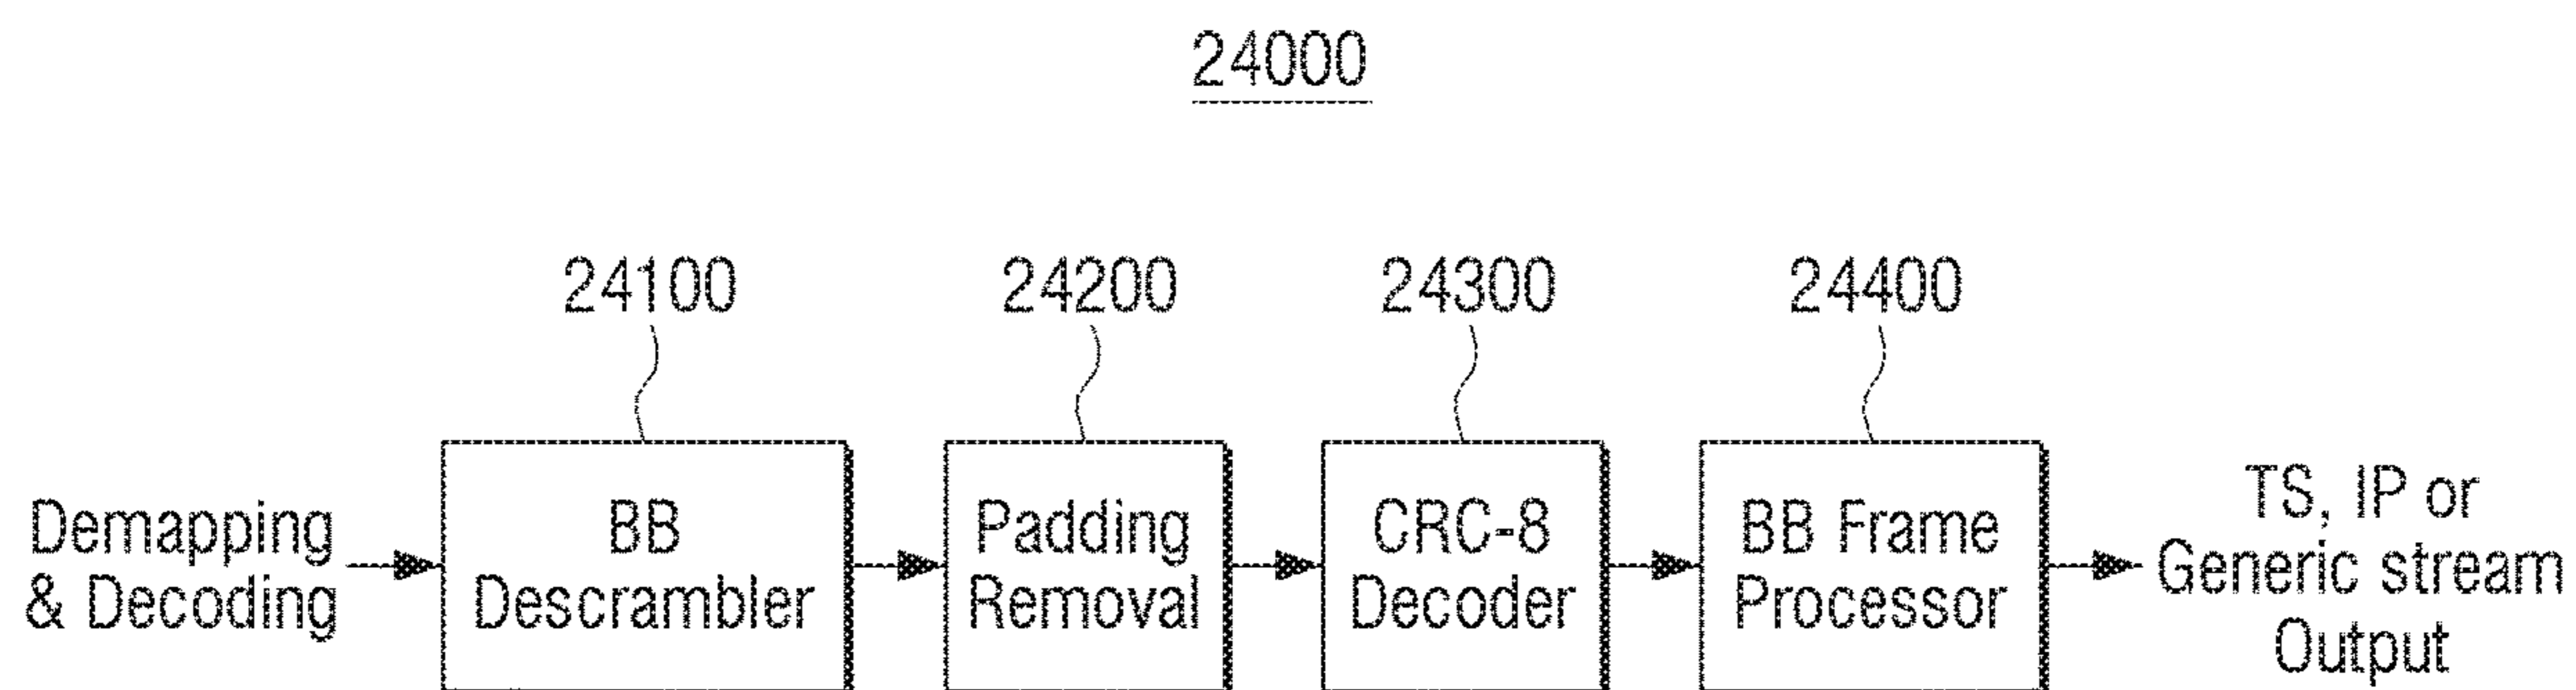 24000
24100
24200
24300
24400
Demapping
& Decoding
BB
Descrambler
Padding
Removal
CRC-8
Decoder
BB Frame
Processor
TS, IP or
Generic stream
Output